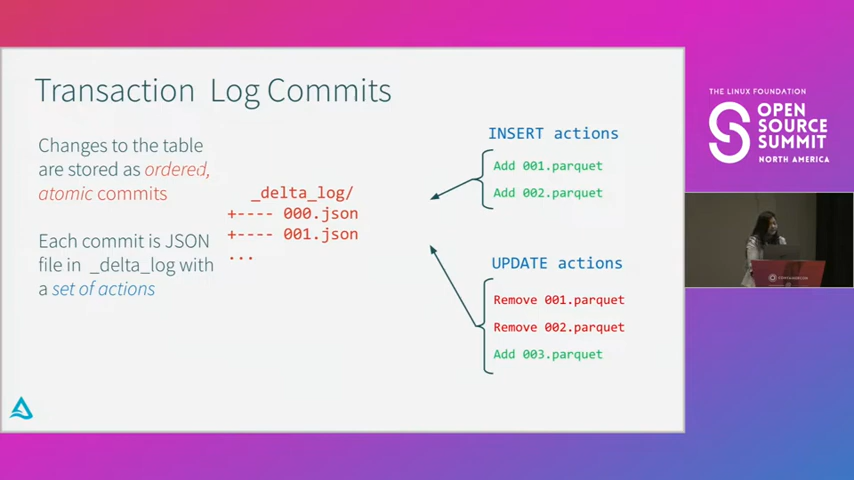 Transaction Log Commits
Changes to the table
are stored as ordered,
atomic commits
Each commit is JSON
file in _delta_log with
a set of actions
_delta_log/
+---- 000.json
+---- 001.json
...
INSERT actions
Add 001.parquet
Add 002.parquet
UPDATE actions
Remove 001.parquet
Remove 002.parquet
Add 003.parquet
THE LINUX FOUNDATION
OPEN
SOURCE
SUMMIT
NORTH AMERICA